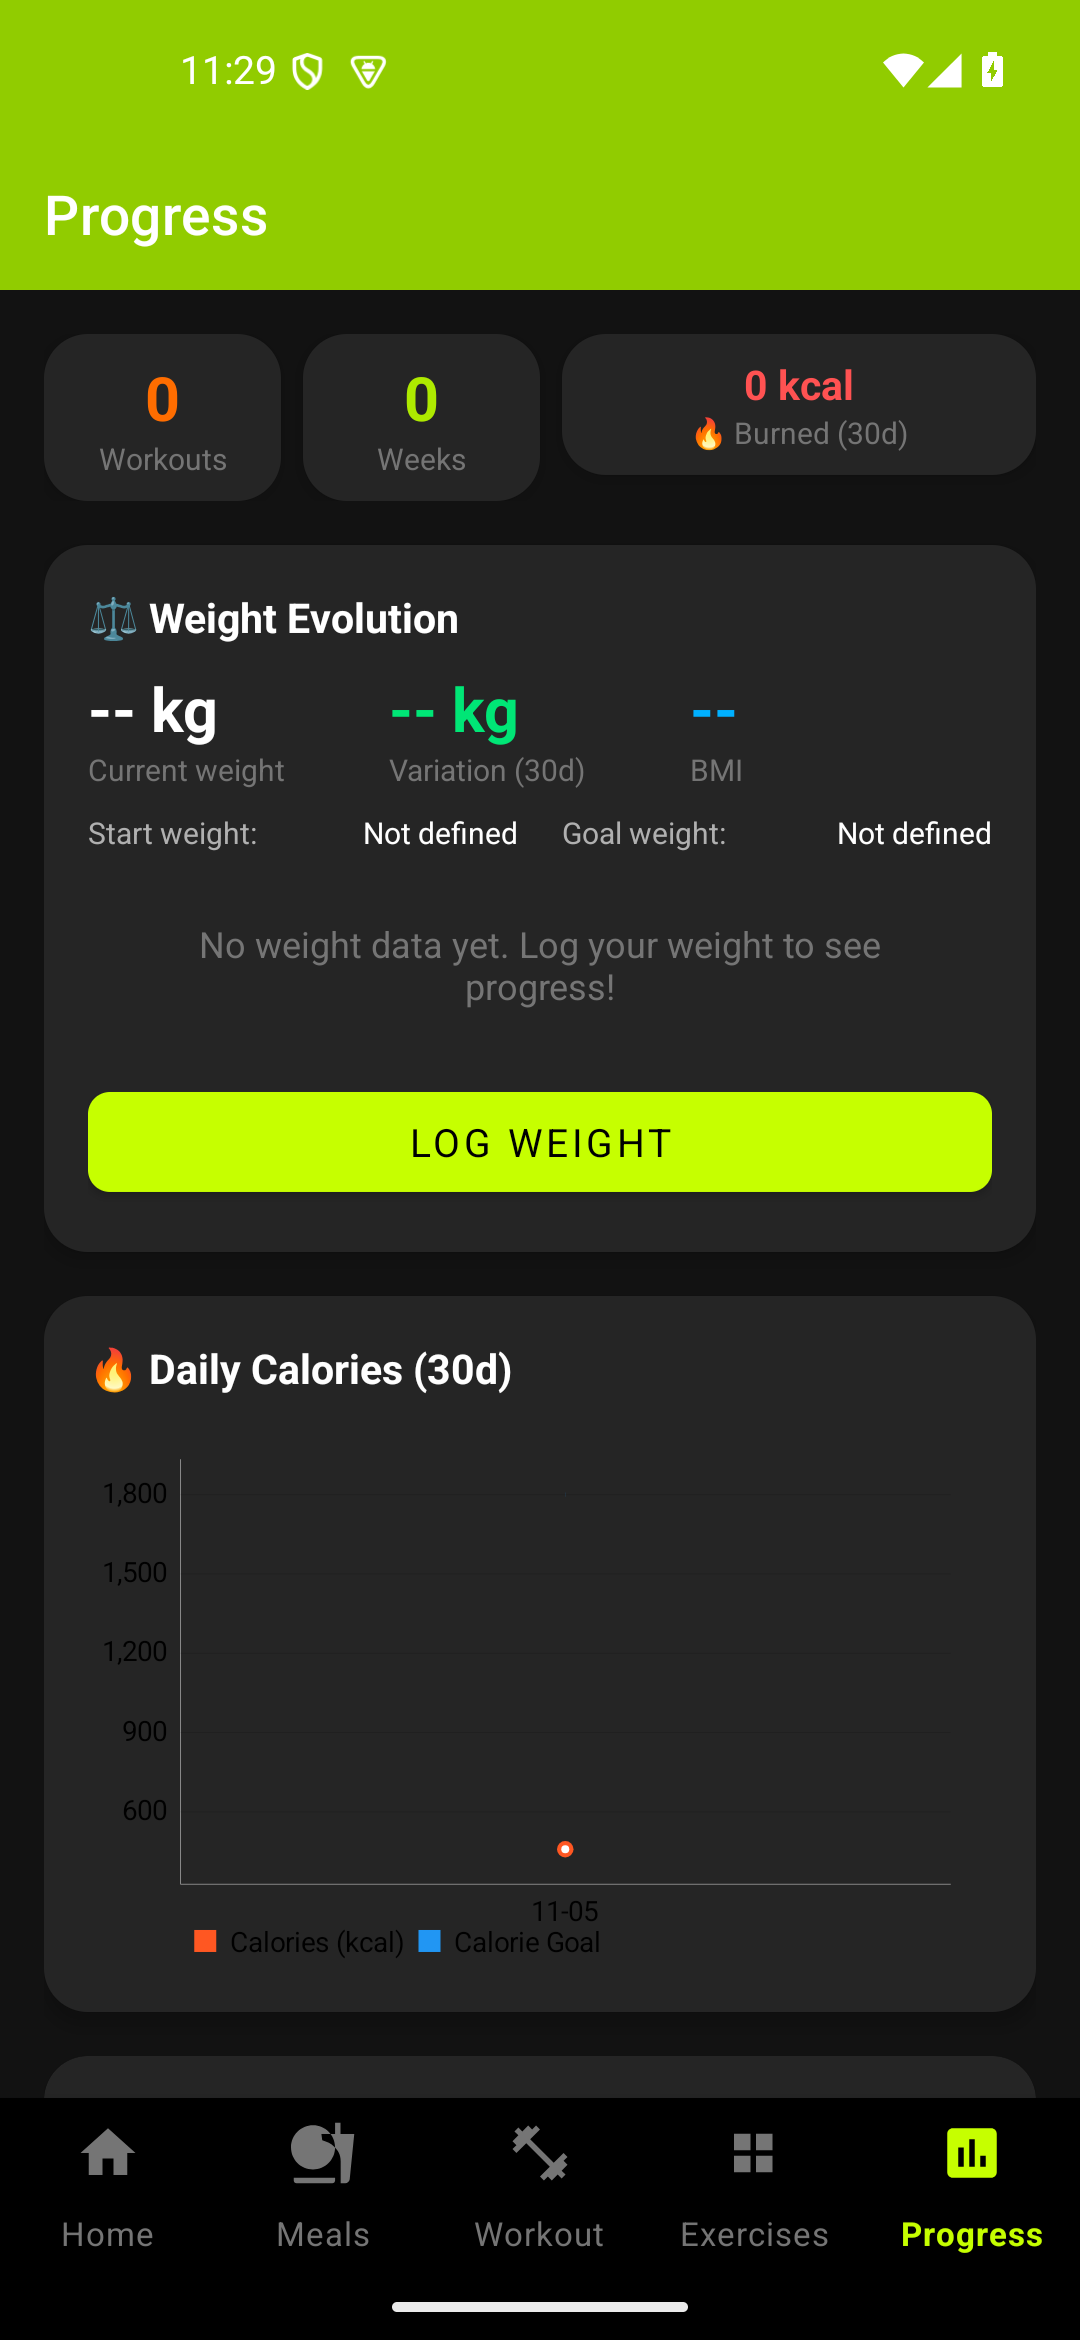 11:29
Progress
0
Workouts
0
Weeks
0 kcal
🔥 Burned (30d)
⚖️ Weight Evolution
-- kg
Current weight
-- kg
Variation (30d)
--
BMI
Start weight: Not defined Goal weight: Not defined
No weight data yet. Log your weight to see
progress!
LOG WEIGHT
🔥 Daily Calories (30d)
1,800
1,500
1,200
900
600
11-05
Calories (kcal) Calorie Goal
Home Meals Workout Exercises Progress